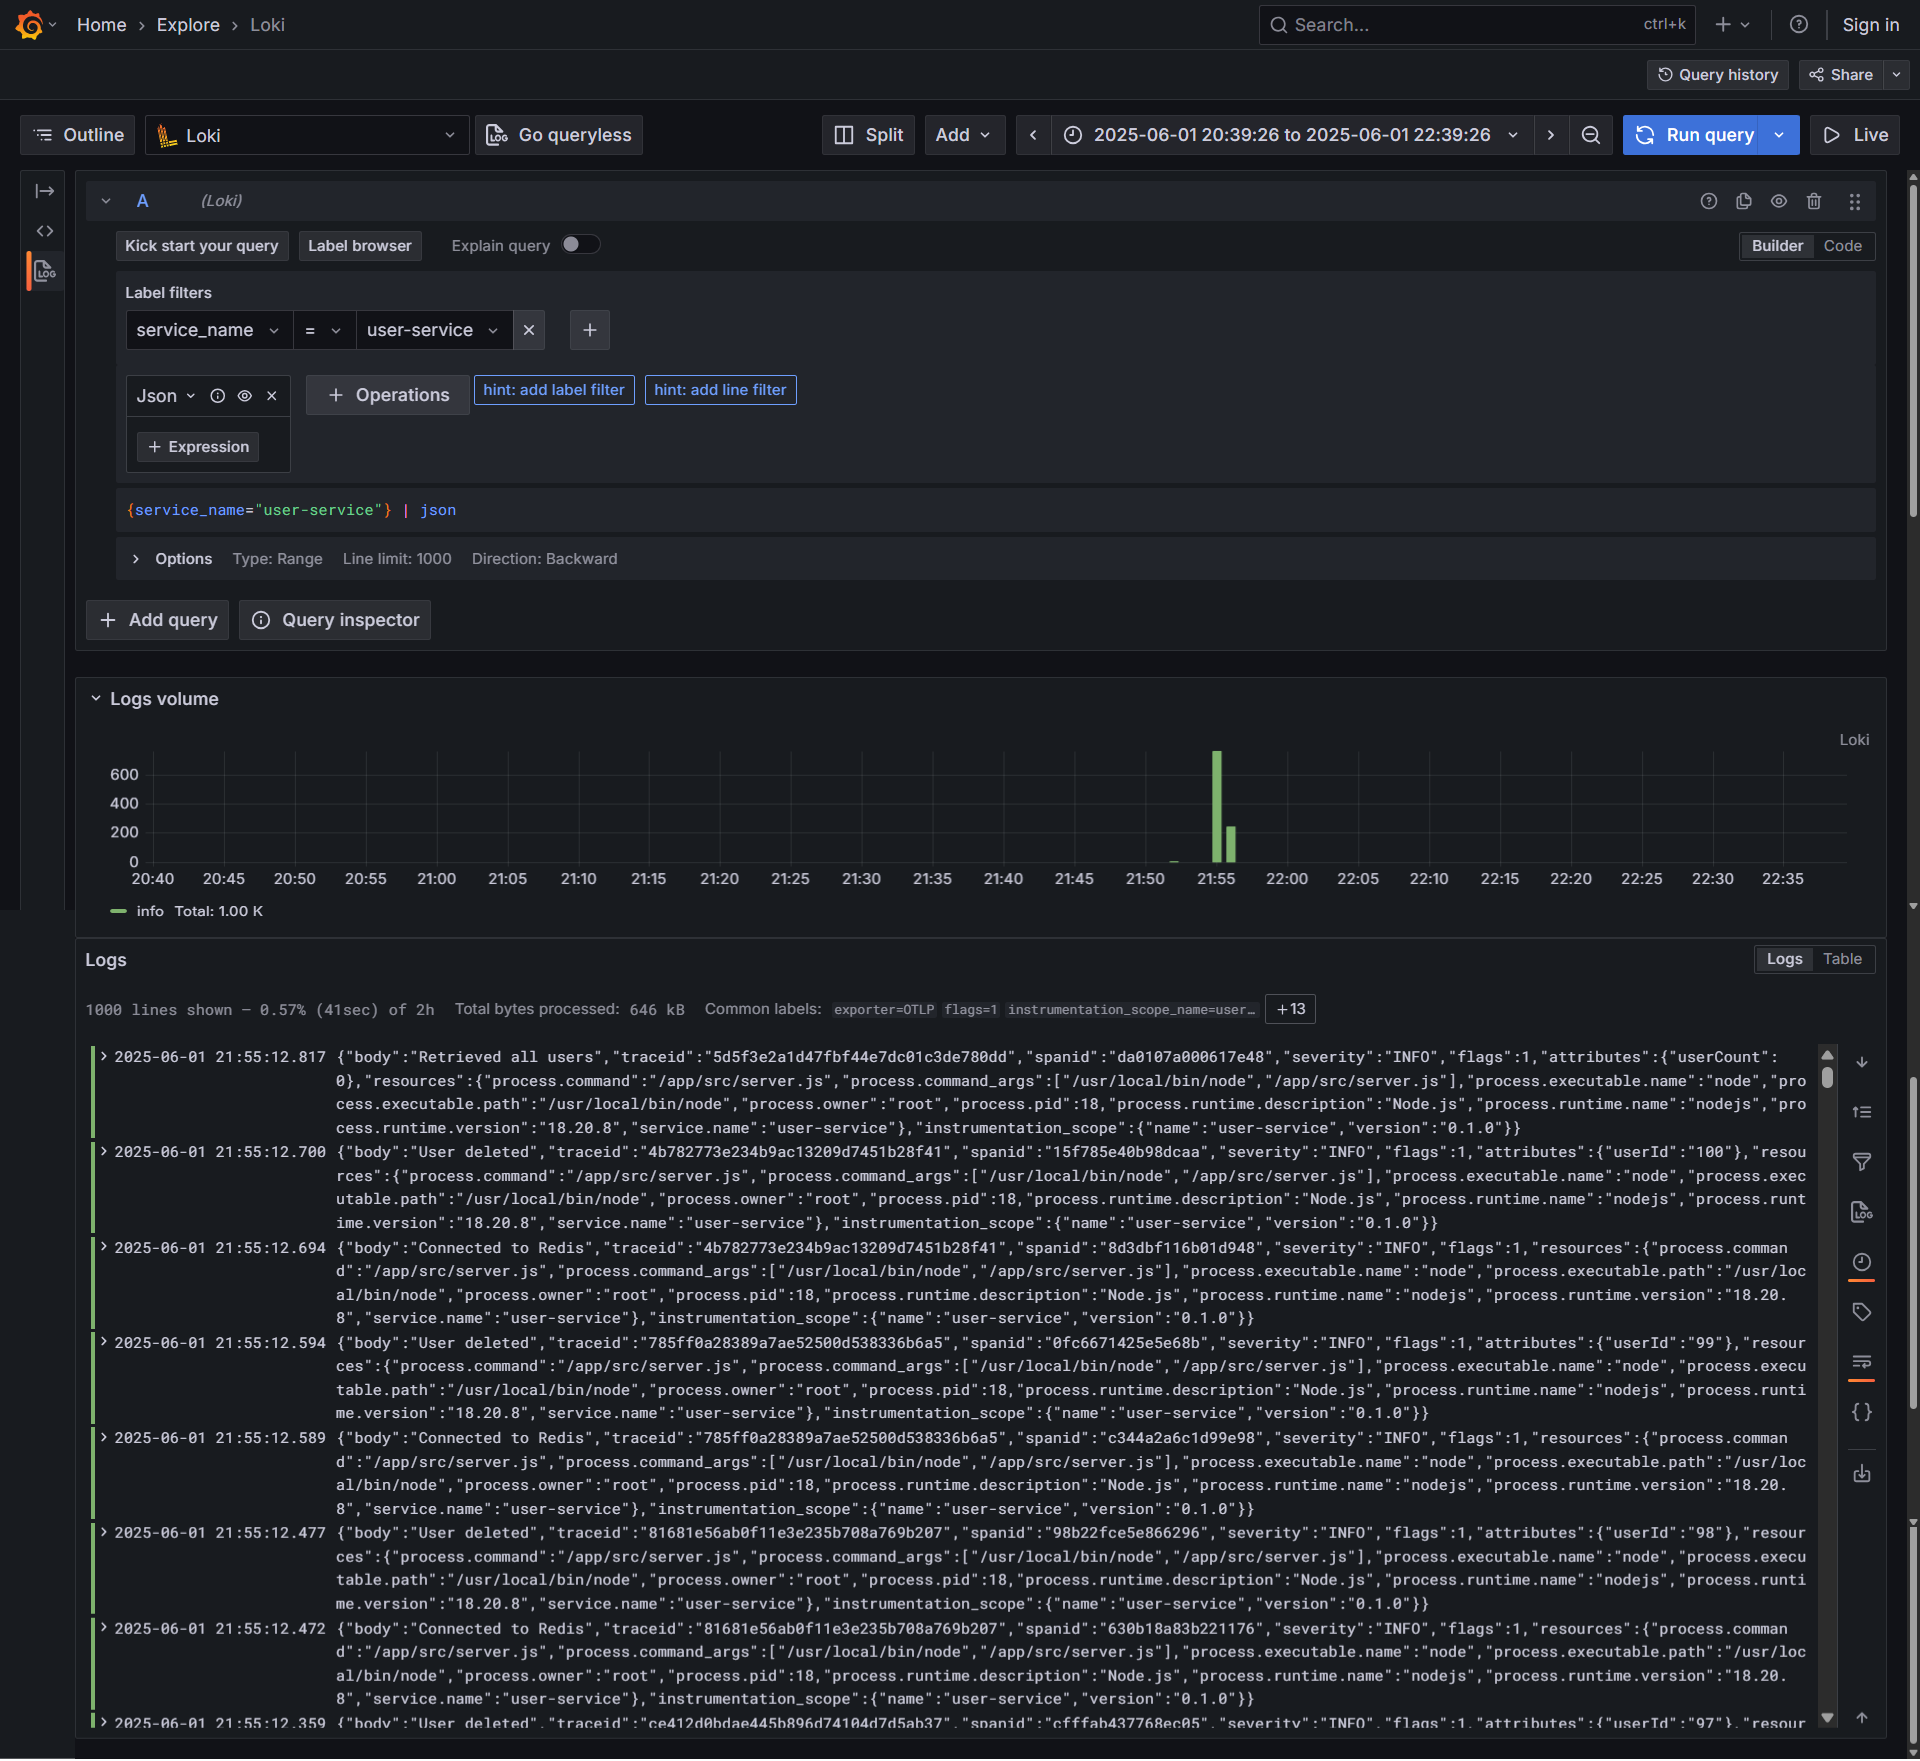 Home › Explore › Loki
Search... ctrl+k
Sign in
Query history
Share
Outline
Loki
Go queryless
Split
Add
2025-06-01 20:39:26 to 2025-06-01 22:39:26
Run query
Live
A (Loki)
Kick start your query
Label browser
Explain query
Builder Code
Label filters
service_name = user-service
Json
+ Operations
hint: add label filter
hint: add line filter
+ Expression
{service_name="user-service"} | json
Options Type: Range Line limit: 1000 Direction: Backward
+ Add query
Query inspector
Logs volume
Loki
600
400
200
0
20:40 20:45 20:50 20:55 21:00 21:05 21:10 21:15 21:20 21:25 21:30 21:35 21:40 21:45 21:50 21:55 22:00 22:05 22:10 22:15 22:20 22:25 22:30 22:35
info Total: 1.00 K
Logs
Logs Table
1000 lines shown — 0.57% (41sec) of 2h Total bytes processed: 646 kB Common labels: exporter=OTLP flags=1 instrumentation_scope_name=user… +13
2025-06-01 21:55:12.817 {"body":"Retrieved all users","traceid":"5d5f3e2a1d47fbf44e7dc01c3de780dd","spanid":"da0107a000617e48","severity":"INFO","flags":1,"attributes":{"userCount":
0},"resources":{"process.command":"/app/src/server.js","process.command_args":["/usr/local/bin/node","/app/src/server.js"],"process.executable.name":"node","pro
cess.executable.path":"/usr/local/bin/node","process.owner":"root","process.pid":18,"process.runtime.description":"Node.js","process.runtime.name":"nodejs","pro
cess.runtime.version":"18.20.8","service.name":"user-service"},"instrumentation_scope":{"name":"user-service","version":"0.1.0"}}
2025-06-01 21:55:12.700 {"body":"User deleted","traceid":"4b782773e234b9ac13209d7451b28f41","spanid":"15f785e40b98dcaa","severity":"INFO","flags":1,"attributes":{"userId":"100"},"resou
rces":{"process.command":"/app/src/server.js","process.command_args":["/usr/local/bin/node","/app/src/server.js"],"process.executable.name":"node","process.exec
utable.path":"/usr/local/bin/node","process.owner":"root","process.pid":18,"process.runtime.description":"Node.js","process.runtime.name":"nodejs","process.runt
ime.version":"18.20.8","service.name":"user-service"},"instrumentation_scope":{"name":"user-service","version":"0.1.0"}}
2025-06-01 21:55:12.694 {"body":"Connected to Redis","traceid":"4b782773e234b9ac13209d7451b28f41","spanid":"8d3dbf116b01d948","severity":"INFO","flags":1,"resources":{"process.comman
d":"/app/src/server.js","process.command_args":["/usr/local/bin/node","/app/src/server.js"],"process.executable.name":"node","process.executable.path":"/usr/loc
al/bin/node","process.owner":"root","process.pid":18,"process.runtime.description":"Node.js","process.runtime.name":"nodejs","process.runtime.version":"18.20.
8","service.name":"user-service"},"instrumentation_scope":{"name":"user-service","version":"0.1.0"}}
2025-06-01 21:55:12.594 {"body":"User deleted","traceid":"785ff0a28389a7ae52500d538336b6a5","spanid":"0fc6671425e5e68b","severity":"INFO","flags":1,"attributes":{"userId":"99"},"resour
ces":{"process.command":"/app/src/server.js","process.command_args":["/usr/local/bin/node","/app/src/server.js"],"process.executable.name":"node","process.execu
table.path":"/usr/local/bin/node","process.owner":"root","process.pid":18,"process.runtime.description":"Node.js","process.runtime.name":"nodejs","process.runti
me.version":"18.20.8","service.name":"user-service"},"instrumentation_scope":{"name":"user-service","version":"0.1.0"}}
2025-06-01 21:55:12.589 {"body":"Connected to Redis","traceid":"785ff0a28389a7ae52500d538336b6a5","spanid":"c344a2a6c1d99e98","severity":"INFO","flags":1,"resources":{"process.comman
d":"/app/src/server.js","process.command_args":["/usr/local/bin/node","/app/src/server.js"],"process.executable.name":"node","process.executable.path":"/usr/loc
al/bin/node","process.owner":"root","process.pid":18,"process.runtime.description":"Node.js","process.runtime.name":"nodejs","process.runtime.version":"18.20.
8","service.name":"user-service"},"instrumentation_scope":{"name":"user-service","version":"0.1.0"}}
2025-06-01 21:55:12.477 {"body":"User deleted","traceid":"81681e56ab0f11e3e235b708a769b207","spanid":"98b22fce5e866296","severity":"INFO","flags":1,"attributes":{"userId":"98"},"resour
ces":{"process.command":"/app/src/server.js","process.command_args":["/usr/local/bin/node","/app/src/server.js"],"process.executable.name":"node","process.execu
table.path":"/usr/local/bin/node","process.owner":"root","process.pid":18,"process.runtime.description":"Node.js","process.runtime.name":"nodejs","process.runti
me.version":"18.20.8","service.name":"user-service"},"instrumentation_scope":{"name":"user-service","version":"0.1.0"}}
2025-06-01 21:55:12.472 {"body":"Connected to Redis","traceid":"81681e56ab0f11e3e235b708a769b207","spanid":"630b18a83b221176","severity":"INFO","flags":1,"resources":{"process.comman
d":"/app/src/server.js","process.command_args":["/usr/local/bin/node","/app/src/server.js"],"process.executable.name":"node","process.executable.path":"/usr/loc
al/bin/node","process.owner":"root","process.pid":18,"process.runtime.description":"Node.js","process.runtime.name":"nodejs","process.runtime.version":"18.20.
8","service.name":"user-service"},"instrumentation_scope":{"name":"user-service","version":"0.1.0"}}
2025-06-01 21:55:12.359 {"body":"User deleted","traceid":"ce412d0bdae445b896d74104d7d5ab37","spanid":"cfffab437768ec05","severity":"INFO","flags":1,"attributes":{"userId":"97"},"resour